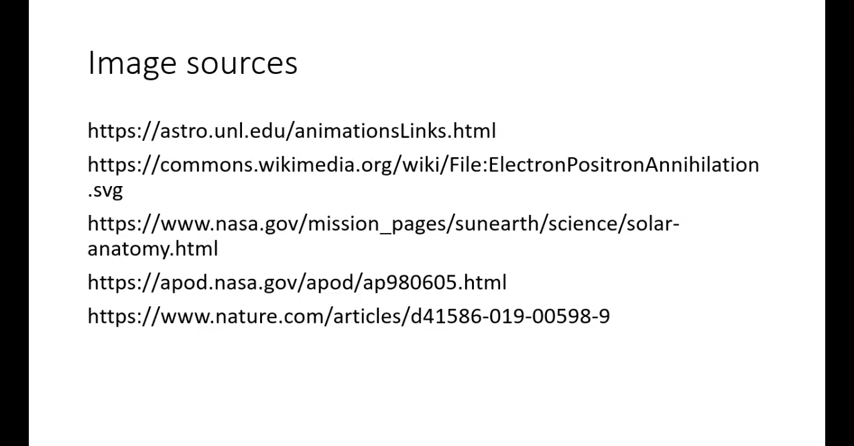 Image sources
https://astro.unl.edu/animationsLinks.html
https://commons.wikimedia.org/wiki/File:ElectronPositronAnnihilation
.svg
https://www.nasa.gov/mission_pages/sunearth/science/solar-
anatomy.html
https://apod.nasa.gov/apod/ap980605.html
https://www.nature.com/articles/d41586-019-00598-9